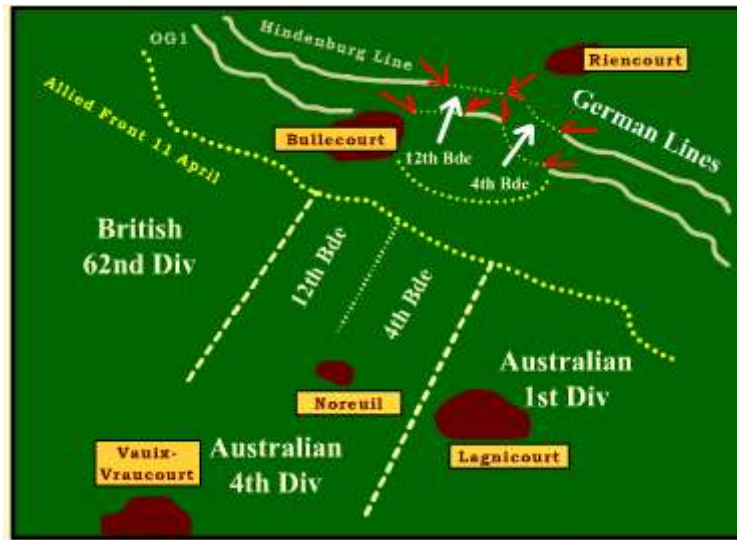 Hindenburg Line
OG1
Riencourt
German Lines
Bullecourt
12th Bde
4th Bde
Allied Front 11 April
British
62nd Div
12th Bde
4th Bde
Australian
1st Div
Noreuil
Lagnicourt
Vaulx-
Vraucourt
Australian
4th Div